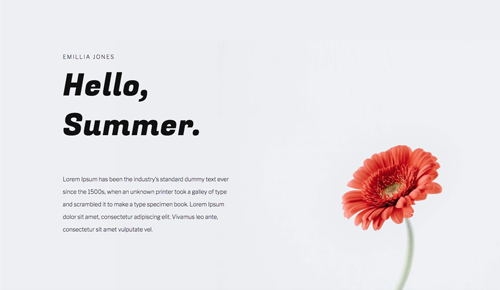 EMILLIA JONES
Hello,
Summer.
Lorem Ipsum has been the industry's standard dummy text ever
since the 1500s, when an unknown printer took a galley of type
and scrambled it to make a type specimen book. Lorem Ipsum
dolor sit amet, consectetur adipiscing elit. Vivamus leo ante,
consectetur sit amet vulputate vel.